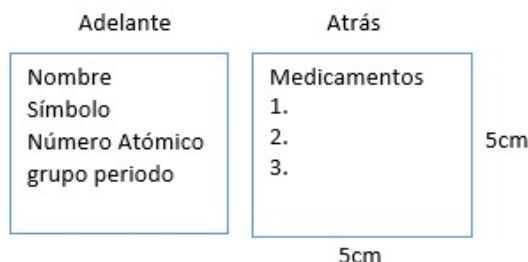 Adelante
Atrás
Nombre
Símbolo
Número Atómico
grupo periodo
Medicamentos
1.
2.
3.
5cm
5cm